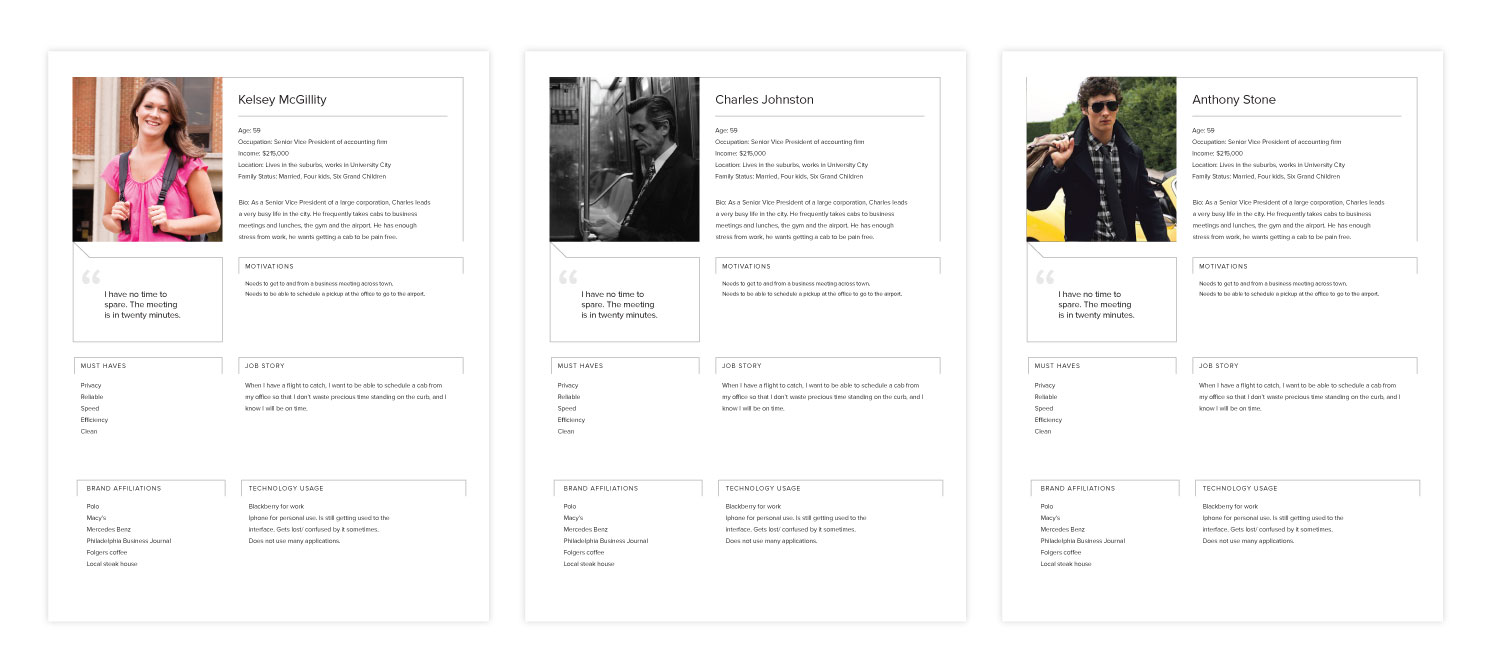 Kelsey McGillity
Age: 59
Occupation: Senior Vice President of accounting firm
Income: $215,000
Location: Lives in the suburbs, works in University City
Family Status: Married, Four kids, Six Grand Children
Bio: As a Senior Vice President of a large corporation, Charles leads
a very busy life in the city. He frequently takes cabs to business
meetings and lunches, the gym and the airport. He has enough
stress from work, he wants getting a cab to be pain free.
“
I have no time to
spare. The meeting
is in twenty minutes.
MOTIVATIONS
Needs to get to and from a business meeting across town.
Needs to be able to schedule a pickup at the office to go to the airport.
MUST HAVES
Privacy
Reliable
Speed
Efficiency
Clean
JOB STORY
When I have a flight to catch, I want to be able to schedule a cab from
my office so that I don't waste precious time standing on the curb, and I
know I will be on time.
BRAND AFFILIATIONS
Polo
Macy's
Mercedes Benz
Philadelphia Business Journal
Folgers coffee
Local steak house
TECHNOLOGY USAGE
Blackberry for work
Iphone for personal use. Is still getting used to the
interface. Gets lost/ confused by it sometimes.
Does not use many applications.
Charles Johnston
Age: 59
Occupation: Senior Vice President of accounting firm
Income: $215,000
Location: Lives in the suburbs, works in University City
Family Status: Married, Four kids, Six Grand Children
Bio: As a Senior Vice President of a large corporation, Charles leads
a very busy life in the city. He frequently takes cabs to business
meetings and lunches, the gym and the airport. He has enough
stress from work, he wants getting a cab to be pain free.
“
I have no time to
spare. The meeting
is in twenty minutes.
MOTIVATIONS
Needs to get to and from a business meeting across town.
Needs to be able to schedule a pickup at the office to go to the airport.
MUST HAVES
Privacy
Reliable
Speed
Efficiency
Clean
JOB STORY
When I have a flight to catch, I want to be able to schedule a cab from
my office so that I don't waste precious time standing on the curb, and I
know I will be on time.
BRAND AFFILIATIONS
Polo
Macy's
Mercedes Benz
Philadelphia Business Journal
Folgers coffee
Local steak house
TECHNOLOGY USAGE
Blackberry for work
Iphone for personal use. Is still getting used to the
interface. Gets lost/ confused by it sometimes.
Does not use many applications.
Anthony Stone
Age: 59
Occupation: Senior Vice President of accounting firm
Income: $215,000
Location: Lives in the suburbs, works in University City
Family Status: Married, Four kids, Six Grand Children
Bio: As a Senior Vice President of a large corporation, Charles leads
a very busy life in the city. He frequently takes cabs to business
meetings and lunches, the gym and the airport. He has enough
stress from work, he wants getting a cab to be pain free.
“
I have no time to
spare. The meeting
is in twenty minutes.
MOTIVATIONS
Needs to get to and from a business meeting across town.
Needs to be able to schedule a pickup at the office to go to the airport.
MUST HAVES
Privacy
Reliable
Speed
Efficiency
Clean
JOB STORY
When I have a flight to catch, I want to be able to schedule a cab from
my office so that I don't waste precious time standing on the curb, and I
know I will be on time.
BRAND AFFILIATIONS
Polo
Macy's
Mercedes Benz
Philadelphia Business Journal
Folgers coffee
Local steak house
TECHNOLOGY USAGE
Blackberry for work
Iphone for personal use. Is still getting used to the
interface. Gets lost/ confused by it sometimes.
Does not use many applications.